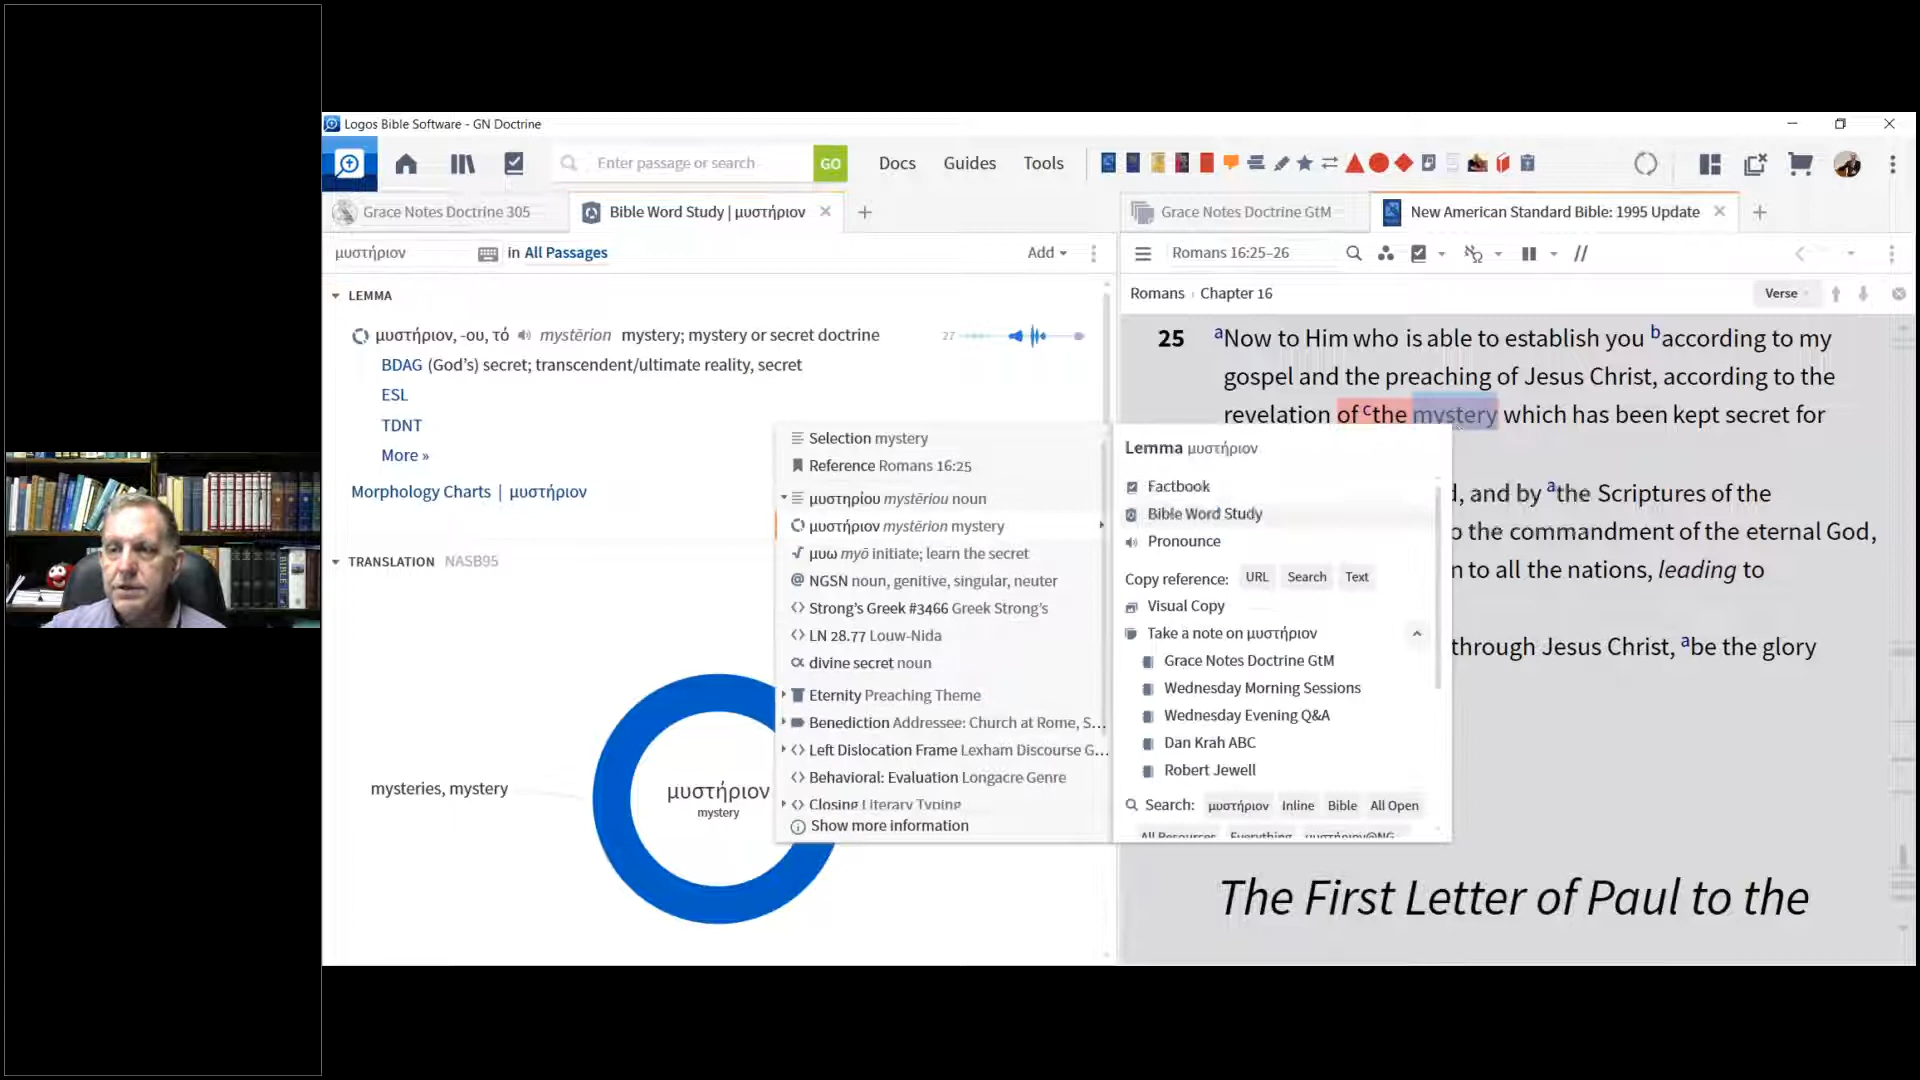 Logos Bible Software - GN Doctrine
Enter passage or search
GO
Docs
Guides
Tools
Grace Notes Doctrine 305
Bible Word Study | μυστήριον
Grace Notes Doctrine GtM
New American Standard Bible: 1995 Update
μυστήριον
in All Passages
Add
Romans 16:25–26
LEMMA
μυστήριον, -ου, τό mystērion mystery; mystery or secret doctrine
27
BDAG (God’s) secret; transcendent/ultimate reality, secret
ESL
TDNT
More »
Morphology Charts | μυστήριον
TRANSLATION NASB95
mysteries, mystery
μυστήριον
mystery
Selection mystery
Reference Romans 16:25
μυστηρίου mystēriou noun
μυστήριον mystērion mystery
μυω myō initiate; learn the secret
@ NGSN noun, genitive, singular, neuter
Strong’s Greek #3466 Greek Strong’s
LN 28.77 Louw-Nida
divine secret noun
Eternity Preaching Theme
Benediction Addressee: Church at Rome, S...
Left Dislocation Frame Lexham Discourse G...
Behavioral: Evaluation Longacre Genre
Closing Literary Typing
Show more information
Romans › Chapter 16
Verse
25 aNow to Him who is able to establish you baccording to my
gospel and the preaching of Jesus Christ, according to the
revelation of cthe mystery which has been kept secret for
Lemma μυστήριον
Factbook
Bible Word Study
Pronounce
Copy reference: URL Search Text
Visual Copy
Take a note on μυστήριον
Grace Notes Doctrine GtM
Wednesday Morning Sessions
Wednesday Evening Q&A
Dan Krah ABC
Robert Jewell
Search: μυστήριον Inline Bible All Open
All Resources Everything μυστήριον@NG...
, and by athe Scriptures of the
the commandment of the eternal God,
n to all the nations, leading to
through Jesus Christ, abe the glory
The First Letter of Paul to the